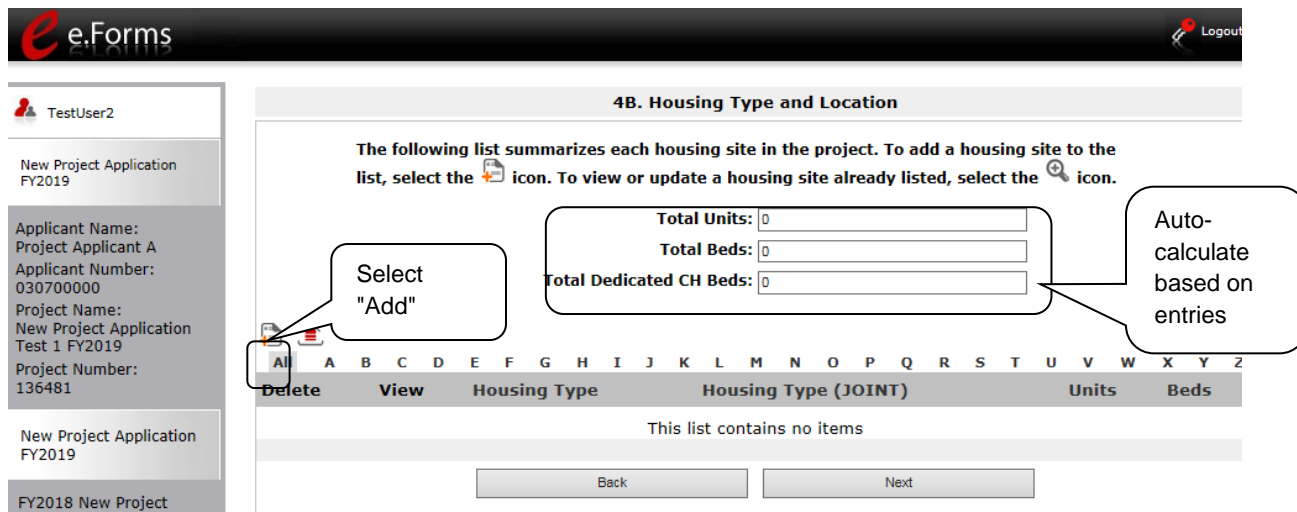 e e.Forms
Logout
TestUser2
New Project Application
FY2019
Applicant Name:
Project Applicant A
Applicant Number:
030700000
Project Name:
New Project Application
Test 1 FY2019
Project Number:
136481
New Project Application
FY2019
FY2018 New Project
4B. Housing Type and Location
The following list summarizes each housing site in the project. To add a housing site to the
list, select the icon. To view or update a housing site already listed, select the icon.
Total Units: 0
Total Beds: 0
Total Dedicated CH Beds: 0
Select
"Add"
Auto-
calculate
based on
entries
All A B C D E F G H I J K L M N O P Q R S T U V W X Y Z
Delete View Housing Type Housing Type (JOINT) Units Beds
This list contains no items
Back Next